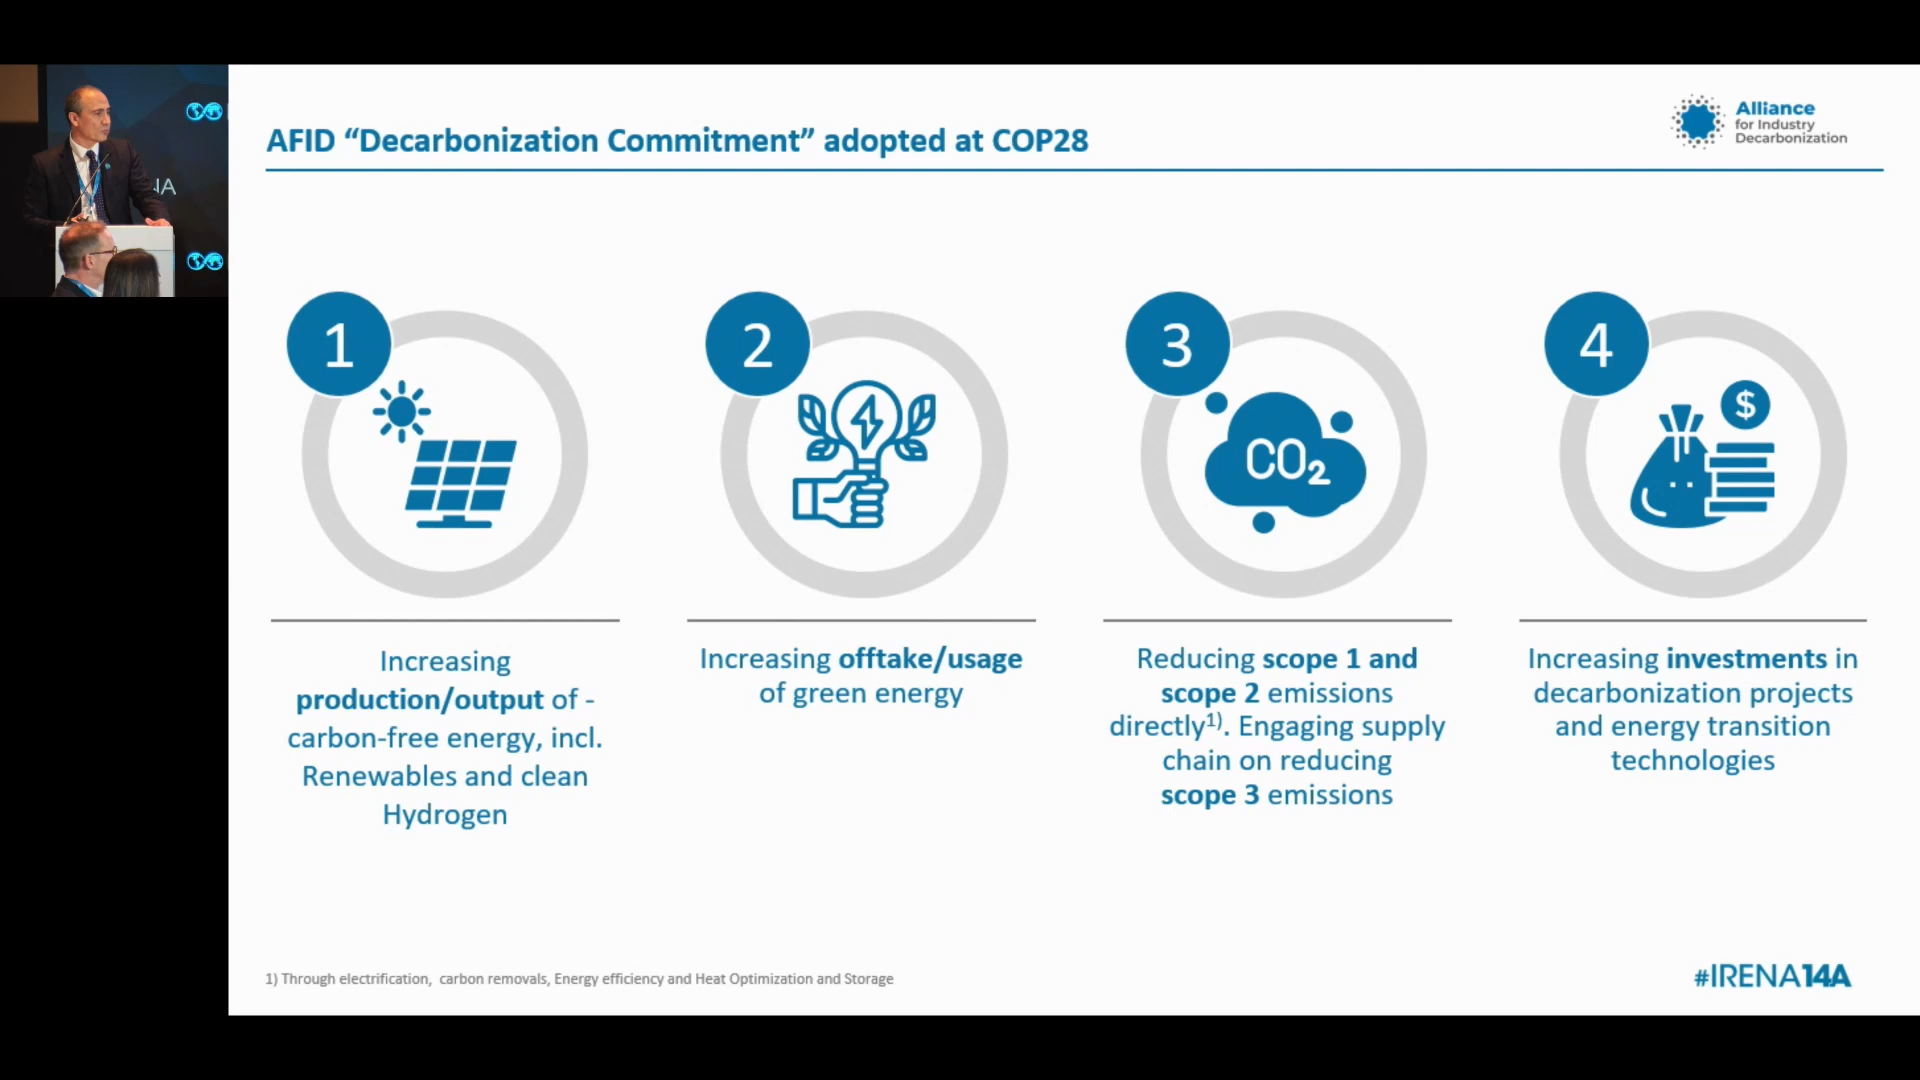 NA
AFID “Decarbonization Commitment” adopted at COP28
Alliance
for Industry
Decarbonization
1
2
3
4
CO₂
$
Increasing
production/output of -
carbon-free energy, incl.
Renewables and clean
Hydrogen
Increasing offtake/usage
of green energy
Reducing scope 1 and
scope 2 emissions
directly¹⁾. Engaging supply
chain on reducing
scope 3 emissions
Increasing investments in
decarbonization projects
and energy transition
technologies
1) Through electrification, carbon removals, Energy efficiency and Heat Optimization and Storage
#IRENA14A